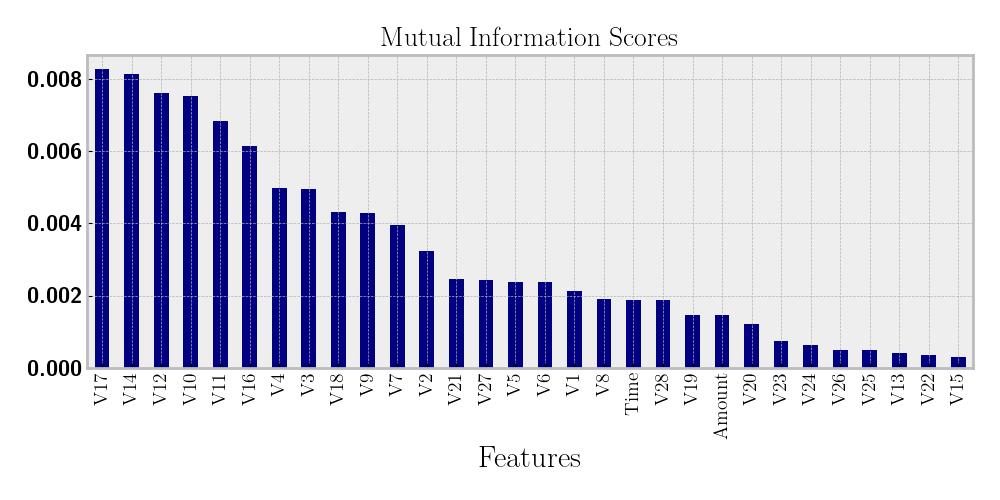 Mutual Information Scores
0.008
0.006
0.004
0.002
0.000
V17 V14 V12 V10 V11 V16 V4 V3 V18 V9 V7 V2 V21 V27 V5 V6 V1 V8 Time V28 V19 Amount V20 V23 V24 V26 V25 V13 V22 V15
Features